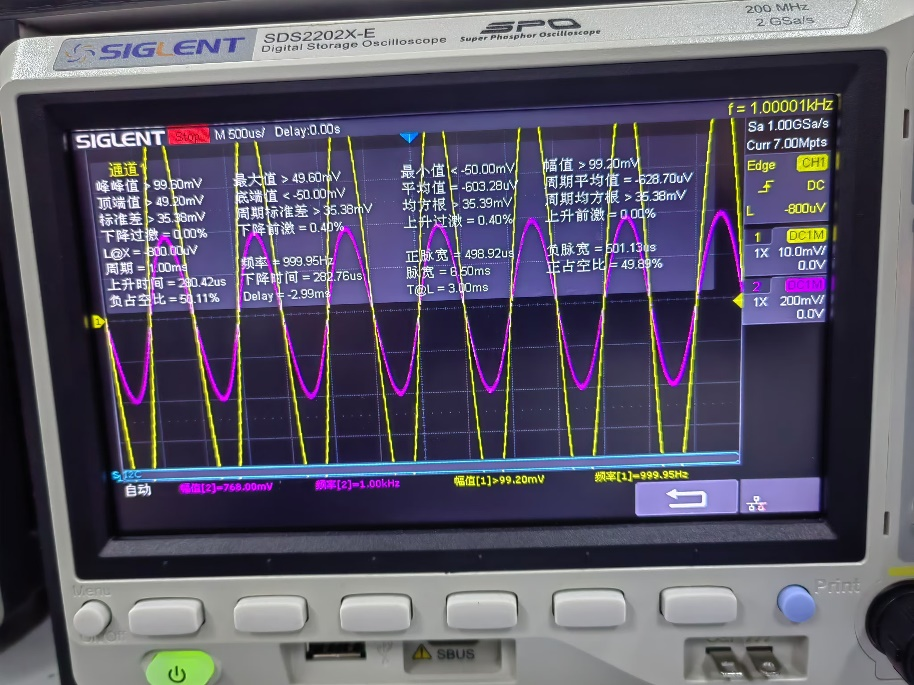 SIGLENT
SDS2202X-E
Digital Storage Oscilloscope
SPO
Super Phosphor Oscilloscope
200 MHz
2 GSa/s
SIGLENT Stop M 500us/ Delay:0.00s
f = 1.00001kHz
Sa 1.00GSa/s
Curr 7.00Mpts
Edge CH1
DC
L -800uV
1 DC1M
1X 10.0mV/
0.0V
2 DC1M
1X 200mV/
0.0V
通道1
峰峰值 > 99.60mV 最大值 > 49.60mV 最小值 < -50.00mV 幅值 > 99.20mV
顶端值 > 49.20mV 底端值 < -50.00mV 平均值 = -603.28uV 周期平均值 = -628.70uV
标准差 > 35.38mV 周期标准差 > 35.38mV 均方根 > 35.39mV 周期均方根 > 35.38mV
下降过激 = 0.00% 下降前激 = 0.40% 上升过激 = 0.40% 上升前激 = 0.00%
L@X = -800.00uV
周期 = 1.00ms 频率 = 999.95Hz 正脉宽 = 498.92us 负脉宽 = 501.13us
上升时间 = 280.42us 下降时间 = 282.76us 脉宽 = 6.50ms 正占空比 = 49.89%
负占空比 = 50.11% Delay = -2.99ms T@L = 3.00ms
自动 幅值[2]=768.00mV 频率[2]=1.00kHz 幅值[1]>99.20mV 频率[1]=999.95Hz
Menu
On/Off
Print
SBUS